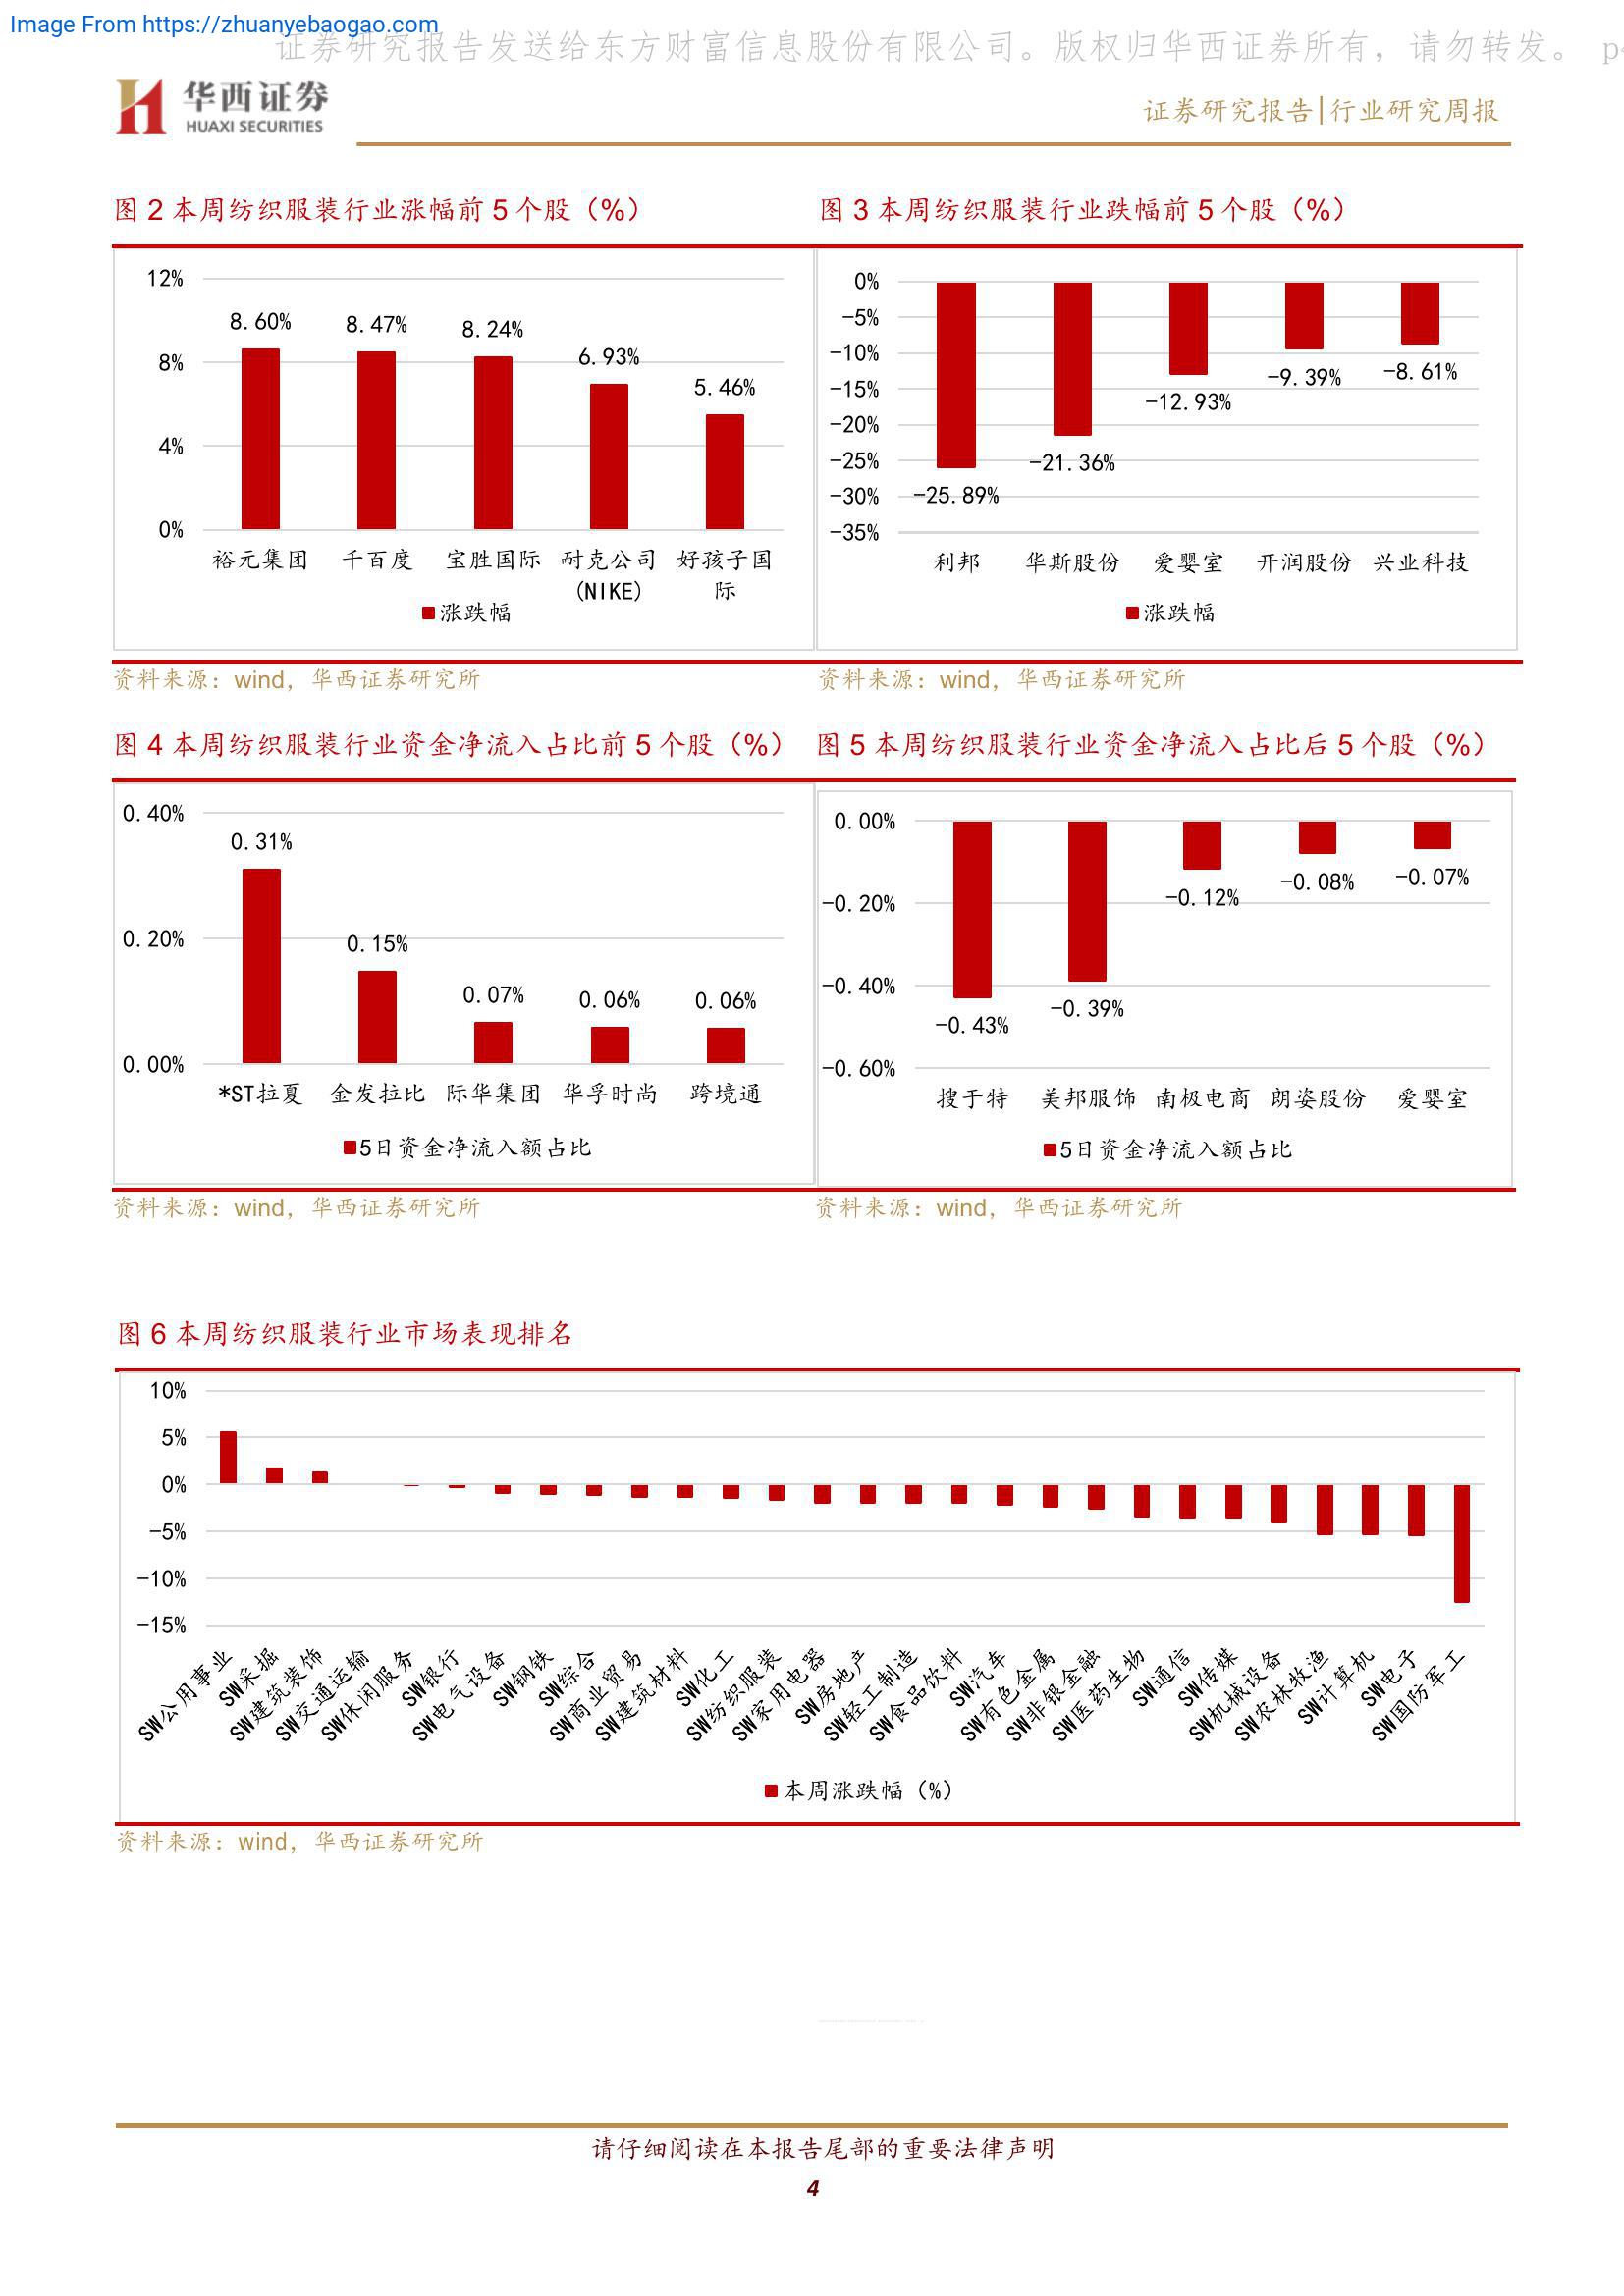 Image From https://zhuanyebaogao.com
证券研究报告发送给东方财富信息股份有限公司。版权归华西证券所有，请勿转发。 p
华西证券
HUAXI SECURITIES
证券研究报告|行业研究周报
图 2 本周纺织服装行业涨幅前 5 个股（%）
12%
8%
4%
0%
8.60%
8.47%
8.24%
6.93%
5.46%
裕元集团
千百度
宝胜国际
耐克公司
(NIKE)
好孩子国
际
涨跌幅
资料来源：wind，华西证券研究所
图 3 本周纺织服装行业跌幅前 5 个股（%）
0%
-5%
-10%
-15%
-20%
-25%
-30%
-35%
-25.89%
-21.36%
-12.93%
-9.39%
-8.61%
利邦
华斯股份
爱婴室
开润股份
兴业科技
涨跌幅
资料来源：wind，华西证券研究所
图 4 本周纺织服装行业资金净流入占比前 5 个股（%）
0.40%
0.20%
0.00%
0.31%
0.15%
0.07%
0.06%
0.06%
*ST拉夏
金发拉比
际华集团
华孚时尚
跨境通
5日资金净流入额占比
资料来源：wind，华西证券研究所
图 5 本周纺织服装行业资金净流入占比后 5 个股（%）
0.00%
-0.20%
-0.40%
-0.60%
-0.43%
-0.39%
-0.12%
-0.08%
-0.07%
搜于特
美邦服饰
南极电商
朗姿股份
爱婴室
5日资金净流入额占比
资料来源：wind，华西证券研究所
图 6 本周纺织服装行业市场表现排名
10%
5%
0%
-5%
-10%
-15%
SW公用事业
SW采掘
SW建筑装饰
SW交通运输
SW休闲服务
SW银行
SW电气设备
SW钢铁
SW综合
SW商业贸易
SW建筑材料
SW化工
SW纺织服装
SW家用电器
SW房地产
SW轻工制造
SW食品饮料
SW汽车
SW有色金属
SW非银金融
SW医药生物
SW通信
SW传媒
SW机械设备
SW农林牧渔
SW计算机
SW电子
SW国防军工
本周涨跌幅（%）
资料来源：wind，华西证券研究所
请仔细阅读在本报告尾部的重要法律声明
4